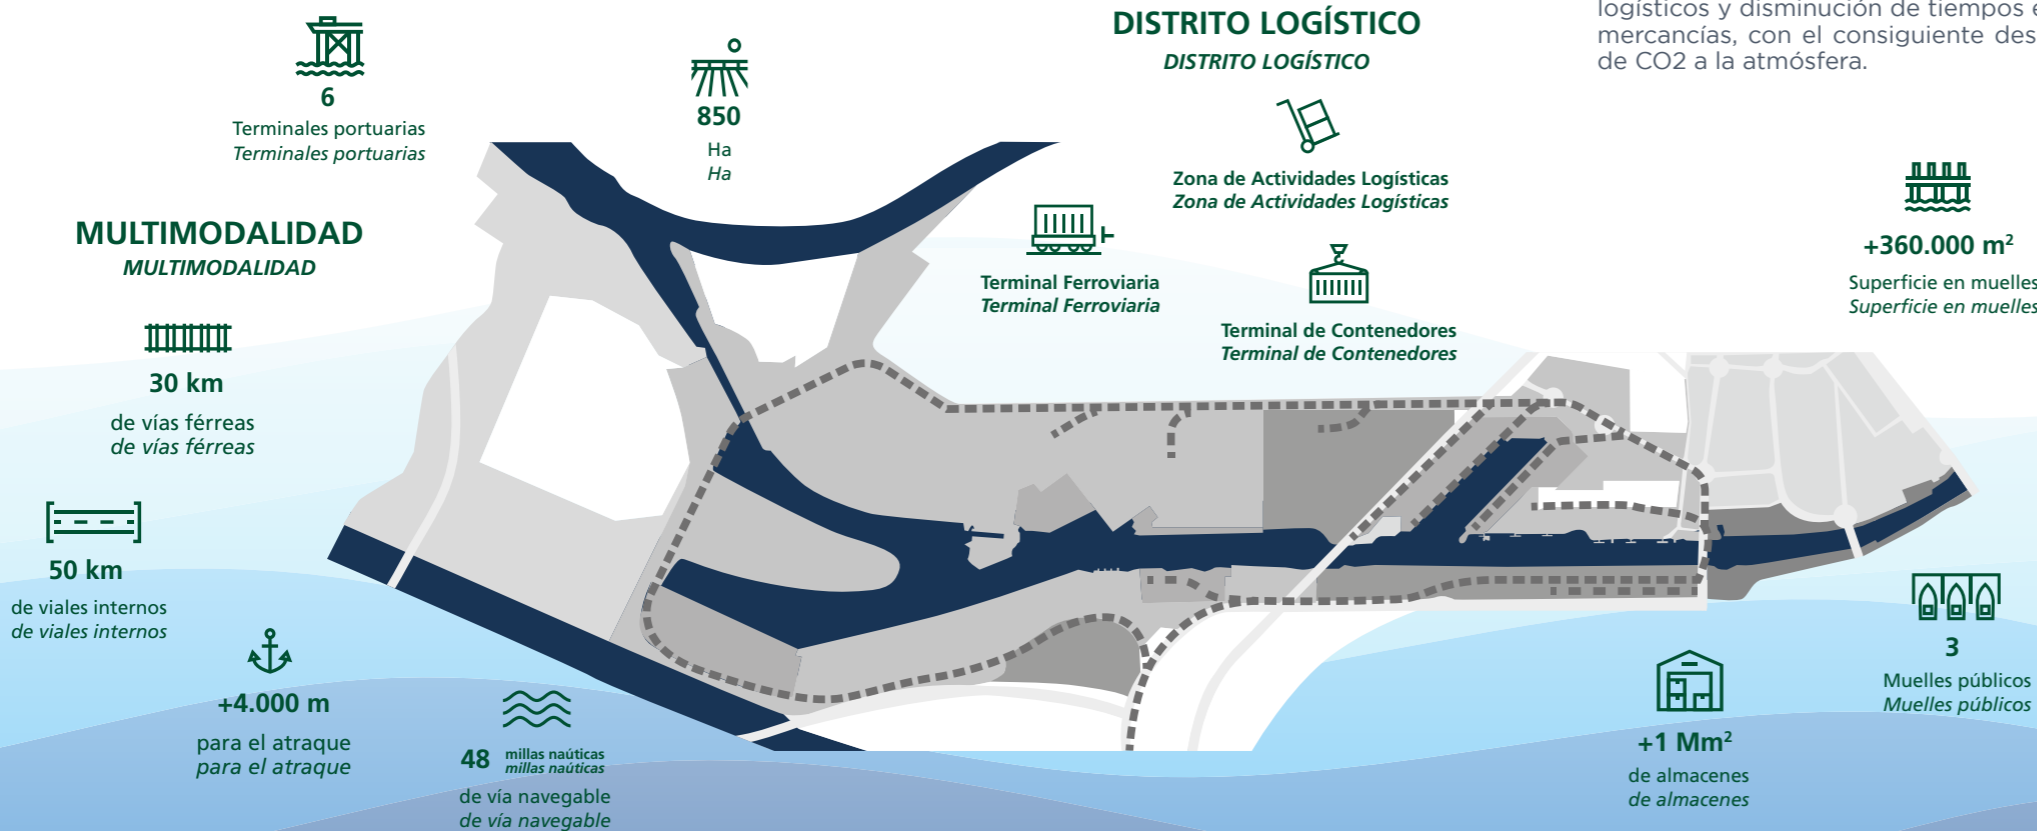 6
Terminales portuarias
Terminales portuarias
850
Ha
Ha
DISTRITO LOGÍSTICO
DISTRITO LOGÍSTICO
logísticos y disminución de tiempos
mercancías, con el consiguiente
de CO2 a la atmósfera.
Zona de Actividades Logísticas
Zona de Actividades Logísticas
Terminal Ferroviaria
Terminal Ferroviaria
Terminal de Contenedores
Terminal de Contenedores
+360.000 m²
Superficie en muelles
Superficie en muelles
MULTIMODALIDAD
MULTIMODALIDAD
30 km
de vías férreas
de vías férreas
50 km
de viales internos
de viales internos
+4.000 m
para el atraque
para el atraque
48 millas naúticas
millas naúticas
de vía navegable
de vía navegable
+1 Mm²
de almacenes
de almacenes
3
Muelles públicos
Muelles públicos